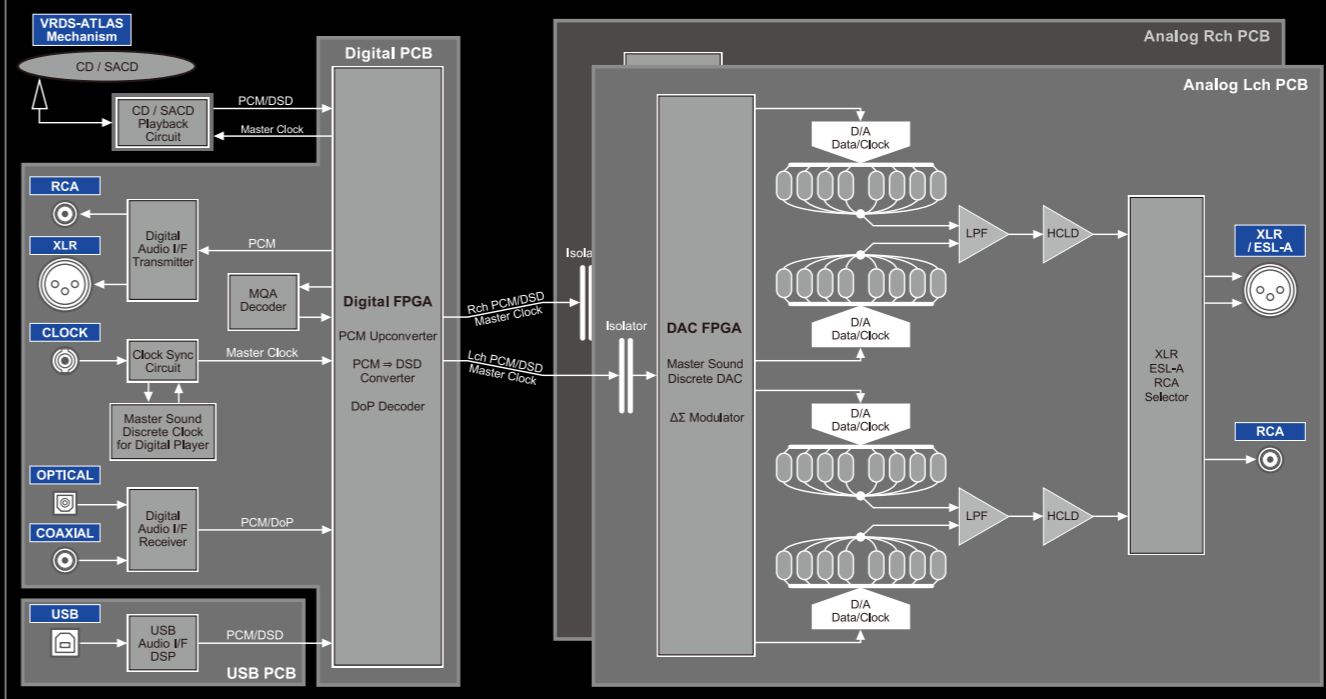 VRDS-ATLAS
Mechanism
CD / SACD
CD / SACD
Playback
Circuit
PCM/DSD
Master Clock
Digital PCB
RCA
XLR
Digital
Audio I/F
Transmitter
PCM
MQA
Decoder
CLOCK
Clock Sync
Circuit
Master Clock
Master Sound
Discrete Clock
for Digital Player
OPTICAL
COAXIAL
Digital
Audio I/F
Receiver
PCM/DoP
USB
USB
Audio I/F
DSP
PCM/DSD
USB PCB
Digital FPGA
PCM Upconverter
PCM ⇒ DSD
Converter
DoP Decoder
Rch PCM/DSD
Master Clock
Lch PCM/DSD
Master Clock
Isola
Isolator
Analog Rch PCB
Analog Lch PCB
DAC FPGA
Master Sound
Discrete DAC
ΔΣ Modulator
D/A
Data/Clock
D/A
Data/Clock
D/A
Data/Clock
D/A
Data/Clock
LPF
HCLD
LPF
HCLD
XLR
ESL-A
RCA
Selector
XLR
/ ESL-A
RCA